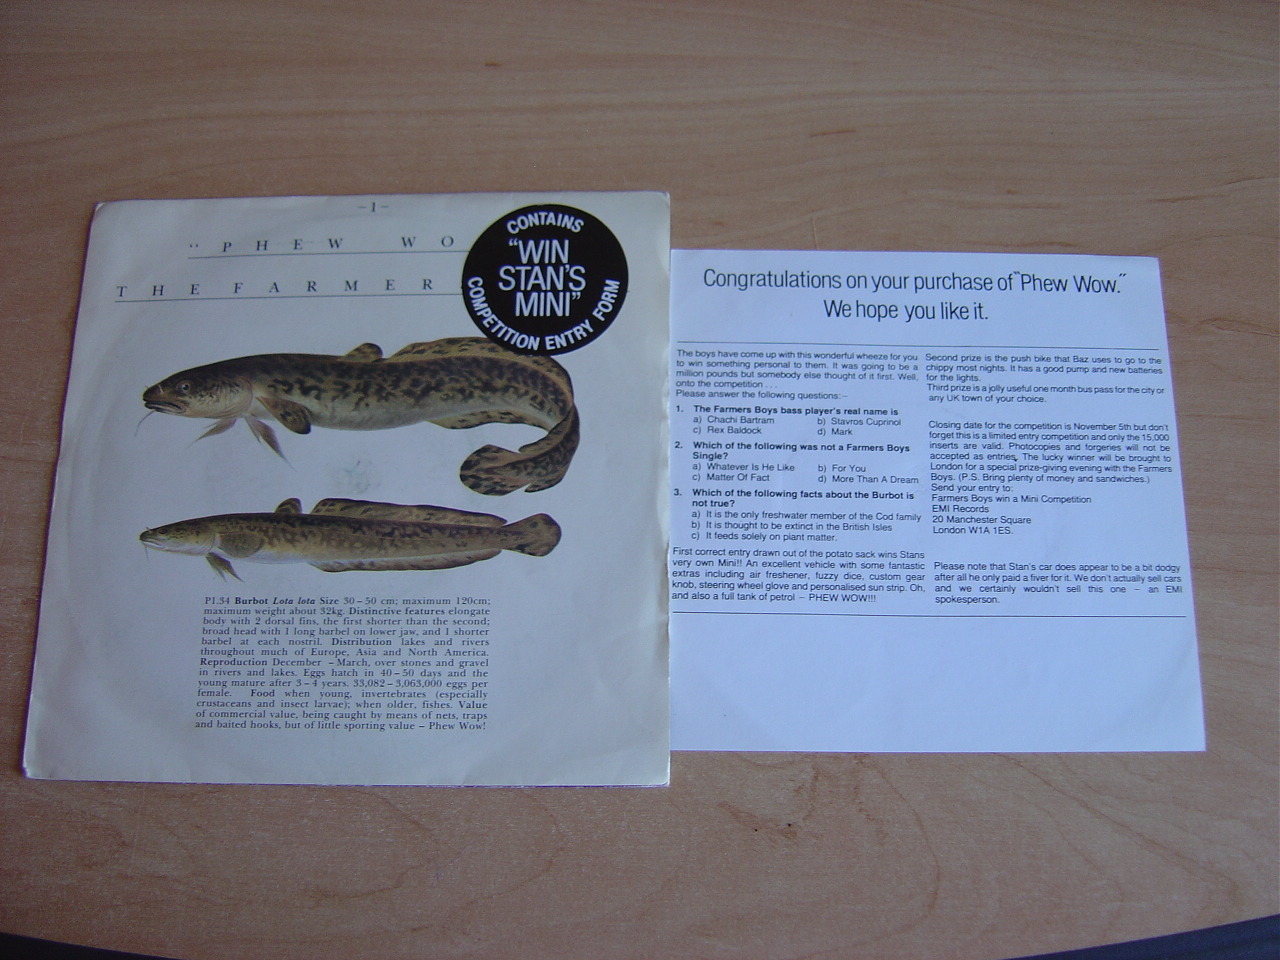 -1-
"PHEW WO
THE FARMER
CONTAINS
"WIN
STAN'S
MINI"
COMPETITION ENTRY FORM
P1.34 Burbot Lota lota Size 30-50 cm; maximum 120cm;
maximum weight about 32kg. Distinctive features elongate
body with 2 dorsal fins, the first shorter than the second;
broad head with 1 long barbel on lower jaw, and 1 shorter
barbel at each nostril. Distribution lakes and rivers
throughout much of Europe, Asia and North America.
Reproduction December - March, over stones and gravel
in rivers and lakes. Eggs hatch in 40-50 days and the
young mature after 3-4 years. 33,082-3,063,000 eggs per
female. Food when young, invertebrates (especially
crustaceans and insect larvae); when older, fishes. Value
of commercial value, being caught by means of nets, traps
and baited hooks, but of little sporting value - Phew Wow!
Congratulations on your purchase of "Phew Wow."
We hope you like it.
The boys have come up with this wonderful wheeze for you
to win something personal to them. It was going to be a
million pounds but somebody else thought of it first. Well,
onto the competition . . .
Please answer the following questions:-
1. The Farmers Boys bass player's real name is
a) Chachi Bartram b) Stavros Cuprinol
c) Rex Baldock d) Mark
2. Which of the following was not a Farmers Boys
Single?
a) Whatever Is He Like b) For You
c) Matter Of Fact d) More Than A Dream
3. Which of the following facts about the Burbot is
not true?
a) It is the only freshwater member of the Cod family
b) It is thought to be extinct in the British Isles
c) It feeds solely on plant matter.
First correct entry drawn out of the potato sack wins Stans
very own Mini!! An excellent vehicle with some fantastic
extras including air freshener, fuzzy dice, custom gear
knob, steering wheel glove and personalised sun strip. Oh,
and also a full tank of petrol - PHEW WOW!!!
Second prize is the push bike that Baz uses to go to the
chippy most nights. It has a good pump and new batteries
for the lights.
Third prize is a jolly useful one month bus pass for the city or
any UK town of your choice.
Closing date for the competition is November 5th but don't
forget this is a limited entry competition and only the 15,000
inserts are valid. Photocopies and forgeries will not be
accepted as entries. The lucky winner will be brought to
London for a special prize-giving evening with the Farmers
Boys. (P.S. Bring plenty of money and sandwiches.)
Send your entry to:
Farmers Boys win a Mini Competition
EMI Records
20 Manchester Square
London W1A 1ES.
Please note that Stan's car does appear to be a bit dodgy
after all he only paid a fiver for it. We don't actually sell cars
and we certainly wouldn't sell this one - an EMI
spokesperson.